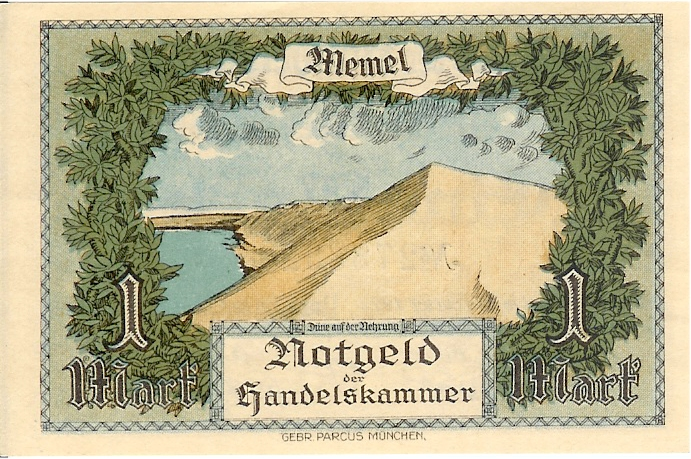 Memel
1 Mark
1 Mark
Düne auf der Nehrung
Notgeld
der
Handelskammer
GEBR. PARCUS MÜNCHEN.